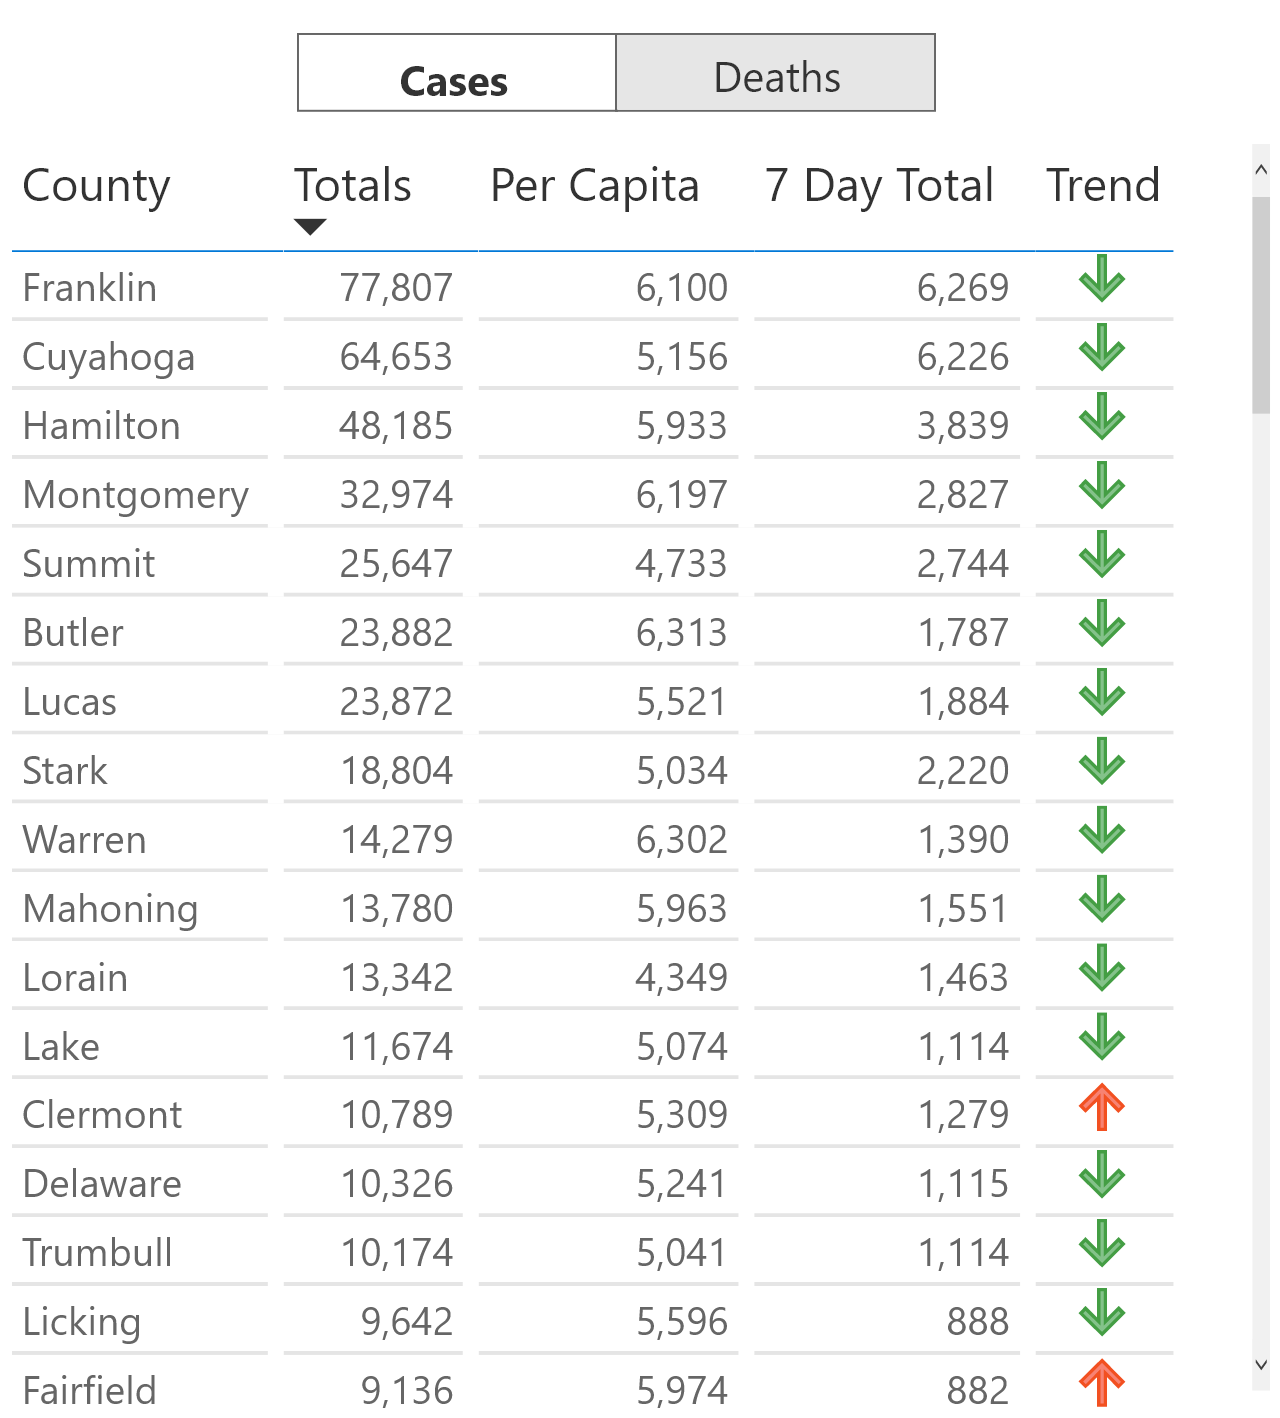 Cases Deaths
County Totals Per Capita 7 Day Total Trend
Franklin 77,807 6,100 6,269
Cuyahoga 64,653 5,156 6,226
Hamilton 48,185 5,933 3,839
Montgomery 32,974 6,197 2,827
Summit 25,647 4,733 2,744
Butler 23,882 6,313 1,787
Lucas 23,872 5,521 1,884
Stark 18,804 5,034 2,220
Warren 14,279 6,302 1,390
Mahoning 13,780 5,963 1,551
Lorain 13,342 4,349 1,463
Lake 11,674 5,074 1,114
Clermont 10,789 5,309 1,279
Delaware 10,326 5,241 1,115
Trumbull 10,174 5,041 1,114
Licking 9,642 5,596 888
Fairfield 9,136 5,974 882